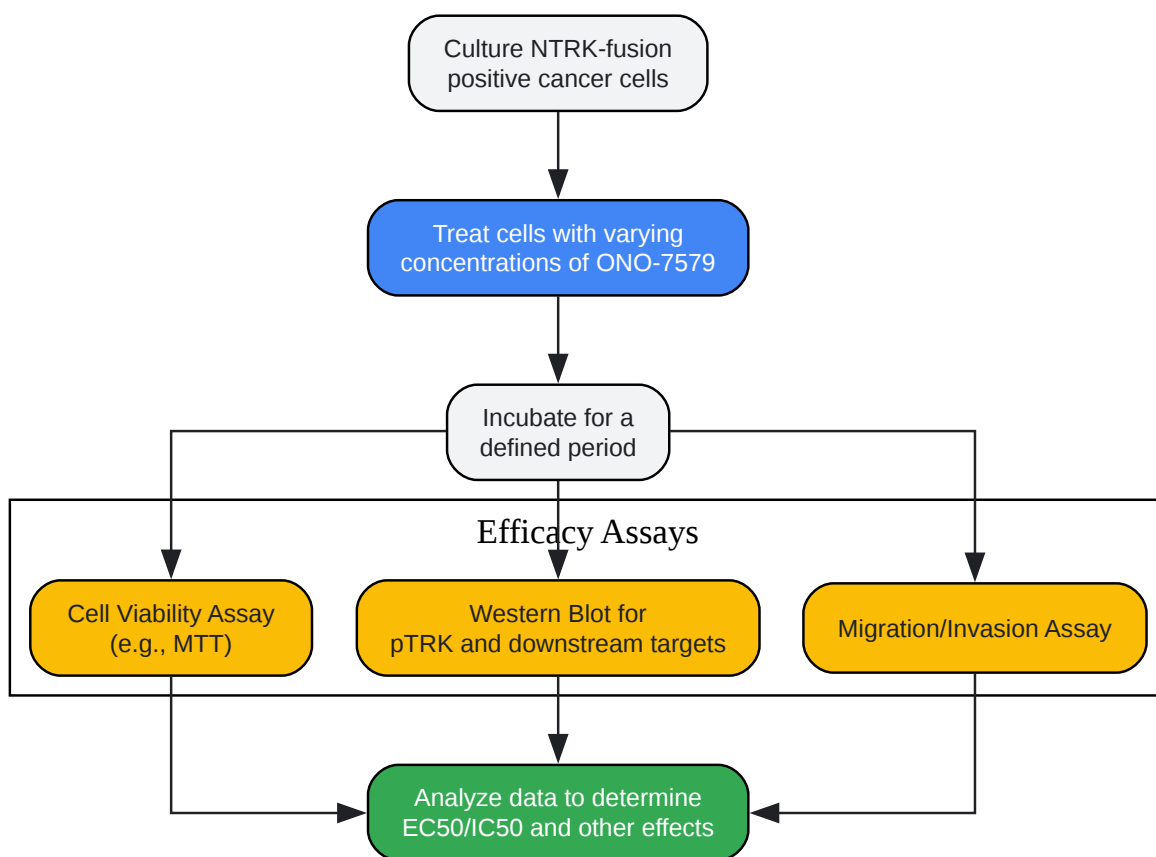 Culture NTRK-fusion
positive cancer cells
Treat cells with varying
concentrations of ONO-7579
Incubate for a
defined period
Efficacy Assays
Cell Viability Assay
(e.g., MTT)
Western Blot for
pTRK and downstream targets
Migration/Invasion Assay
Analyze data to determine
EC50/IC50 and other effects